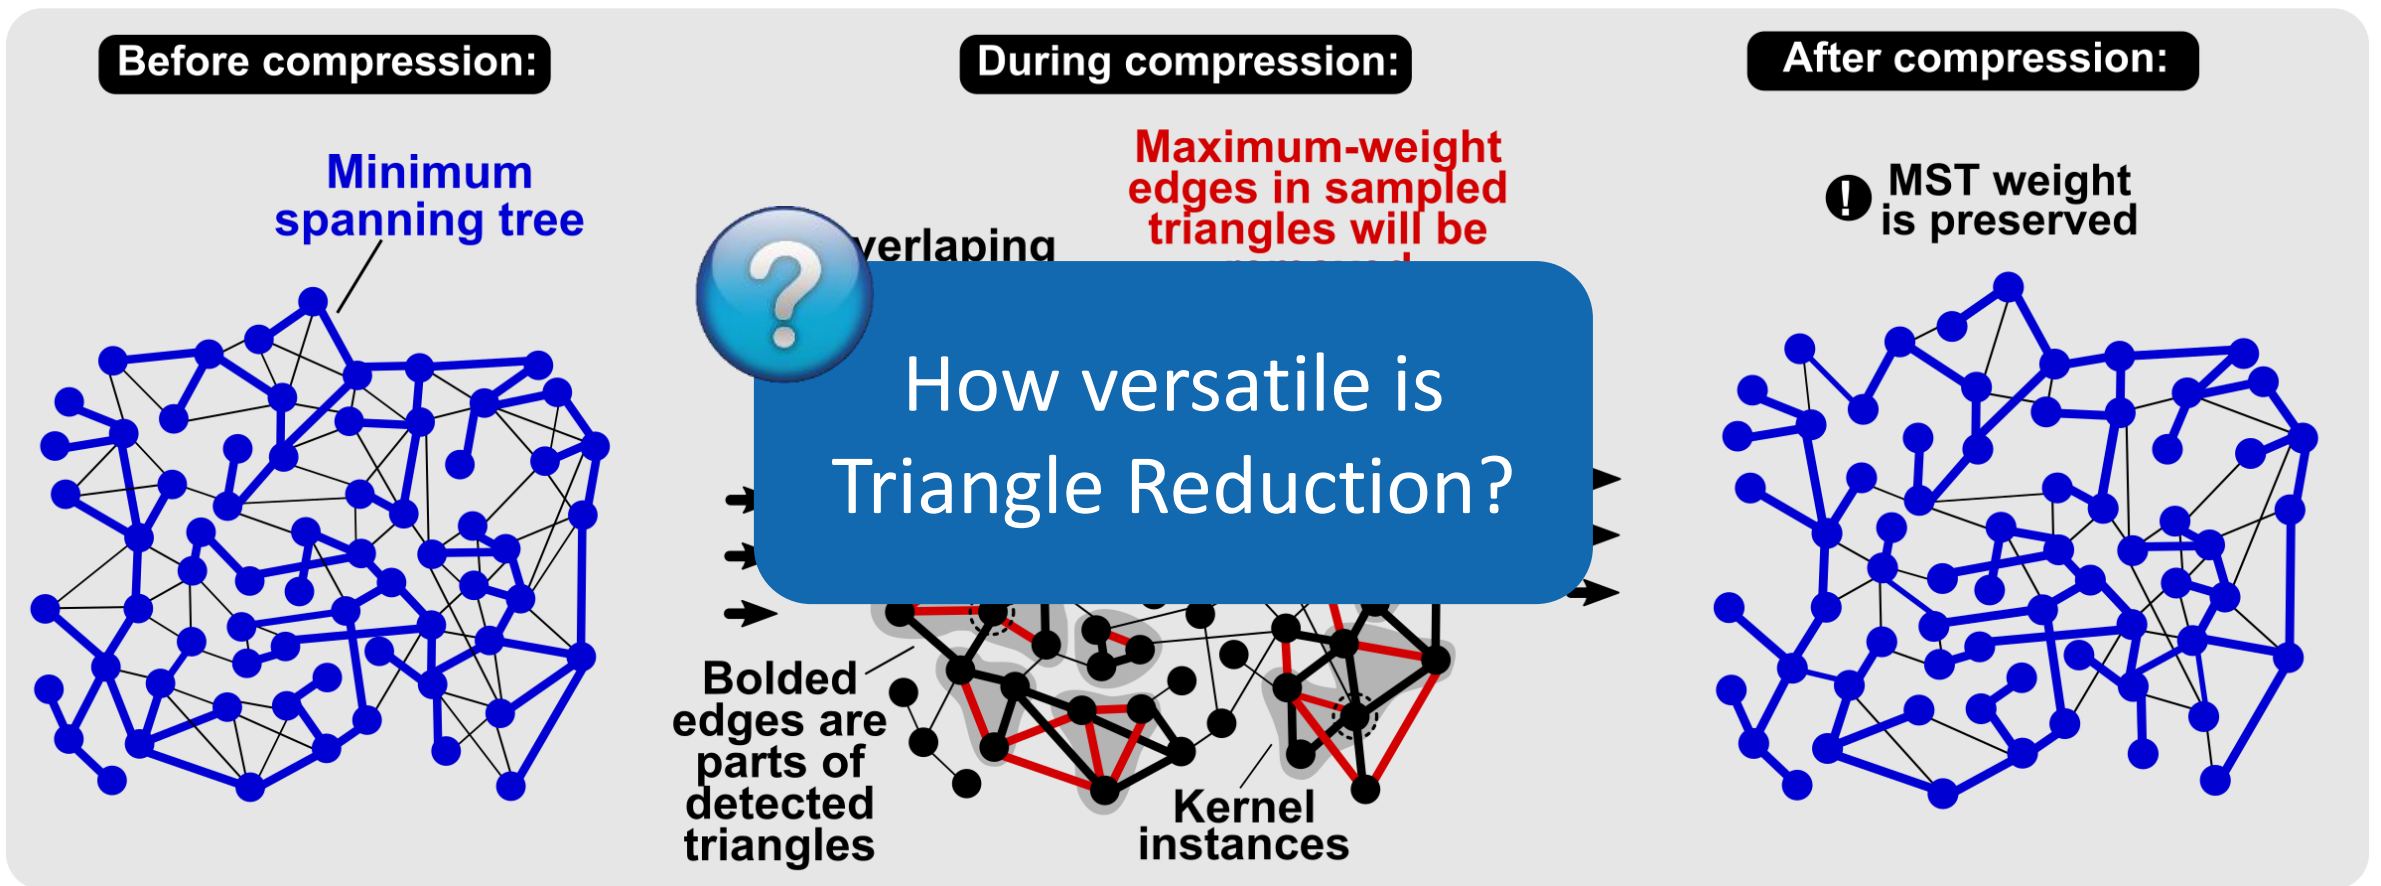 Before compression:
During compression:
After compression:
Minimum
spanning tree
Maximum-weight
edges in sampled
triangles will be
!
MST weight
is preserved
?
How versatile is
Triangle Reduction?
Bolded
edges are
parts of
detected
triangles
Kernel
instances